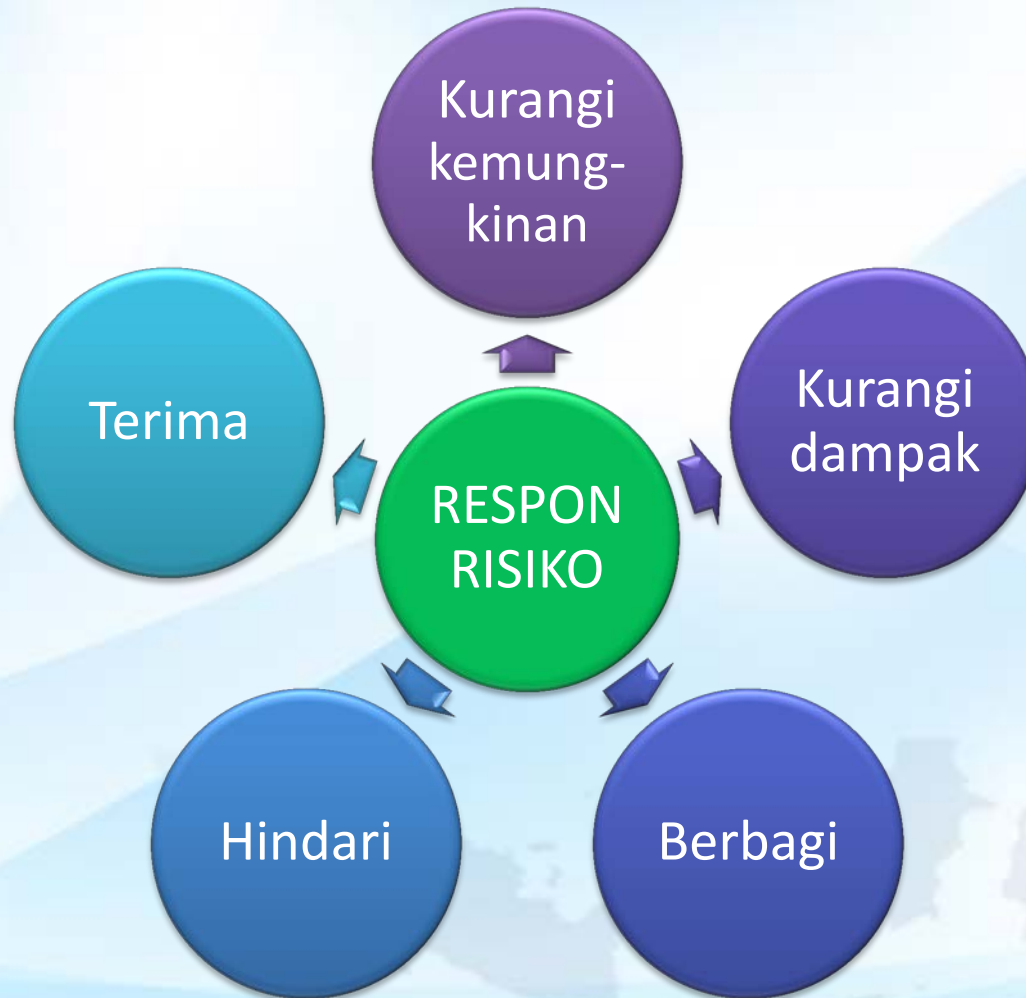 Kurangi
kemung-
kinan
Terima
Kurangi
dampak
RESPON
RISIKO
Hindari
Berbagi